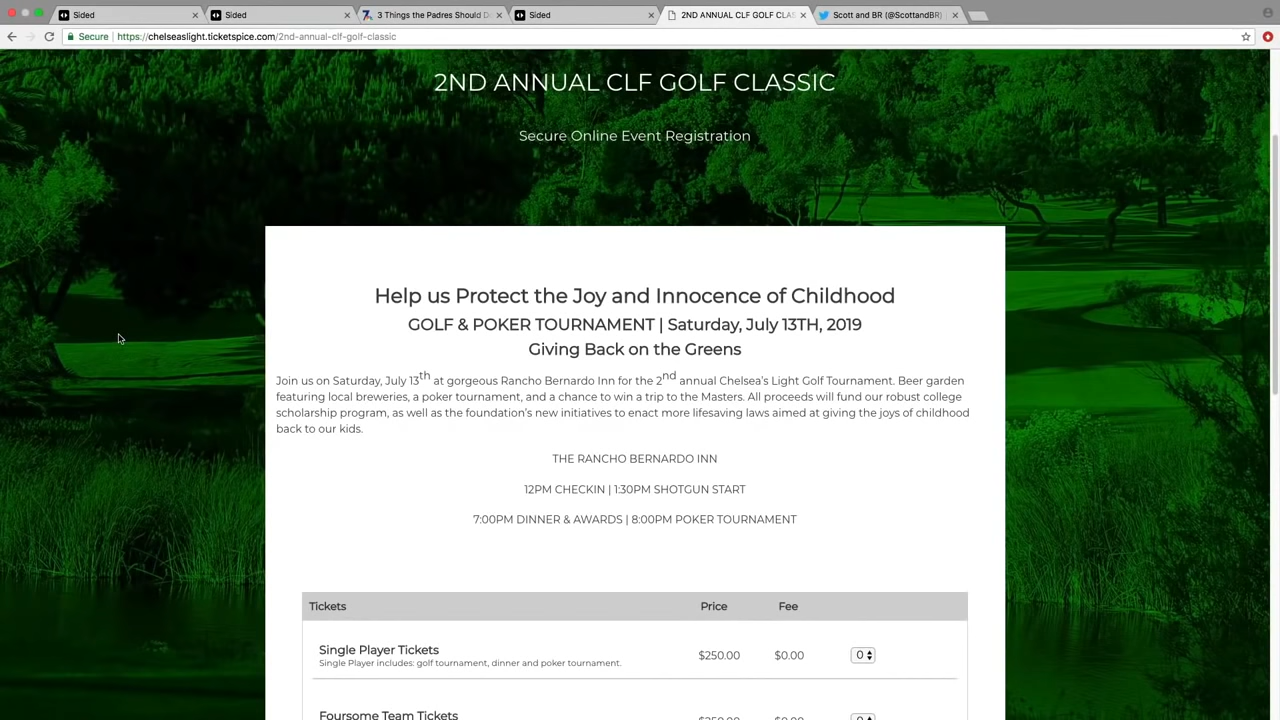 Sided
Sided
3 Things the Padres Should D
Sided
2ND ANNUAL CLF GOLF CLAS
Scott and BR (@ScottandBR)
Secure | https://chelseaslight.ticketspice.com/2nd-annual-clf-golf-classic
2ND ANNUAL CLF GOLF CLASSIC
Secure Online Event Registration
Help us Protect the Joy and Innocence of Childhood
GOLF & POKER TOURNAMENT | Saturday, July 13TH, 2019
Giving Back on the Greens
Join us on Saturday, July 13th at gorgeous Rancho Bernardo Inn for the 2nd annual Chelsea's Light Golf Tournament. Beer garden
featuring local breweries, a poker tournament, and a chance to win a trip to the Masters. All proceeds will fund our robust college
scholarship program, as well as the foundation's new initiatives to enact more lifesaving laws aimed at giving the joys of childhood
back to our kids.
THE RANCHO BERNARDO INN
12PM CHECKIN | 1:30PM SHOTGUN START
7:00PM DINNER & AWARDS | 8:00PM POKER TOURNAMENT
Tickets Price Fee
Single Player Tickets $250.00 $0.00 0
Single Player includes: golf tournament, dinner and poker tournament.
Foursome Team Tickets